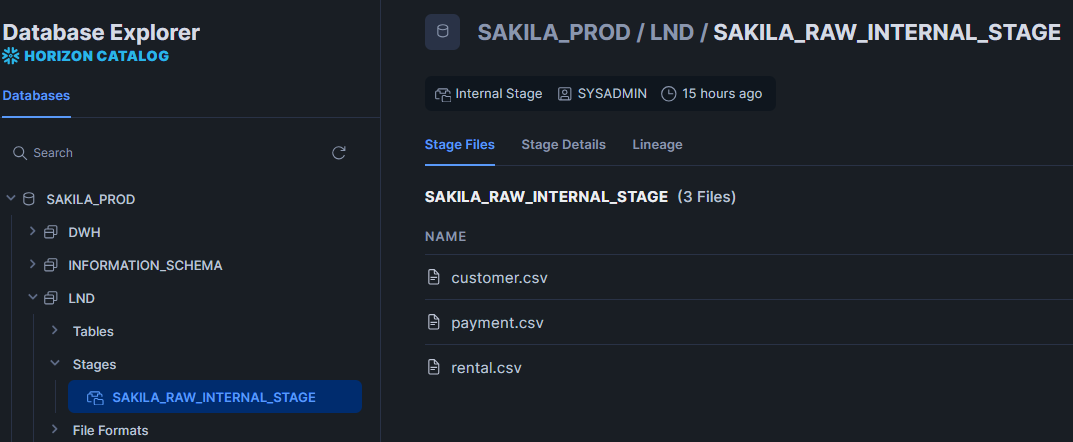 Database Explorer
HORIZON CATALOG
Databases
Search
SAKILA_PROD
DWH
INFORMATION_SCHEMA
LND
Tables
Stages
SAKILA_RAW_INTERNAL_STAGE
File Formats
SAKILA_PROD / LND / SAKILA_RAW_INTERNAL_STAGE
Internal Stage SYSADMIN 15 hours ago
Stage Files Stage Details Lineage
SAKILA_RAW_INTERNAL_STAGE (3 Files)
NAME
customer.csv
payment.csv
rental.csv